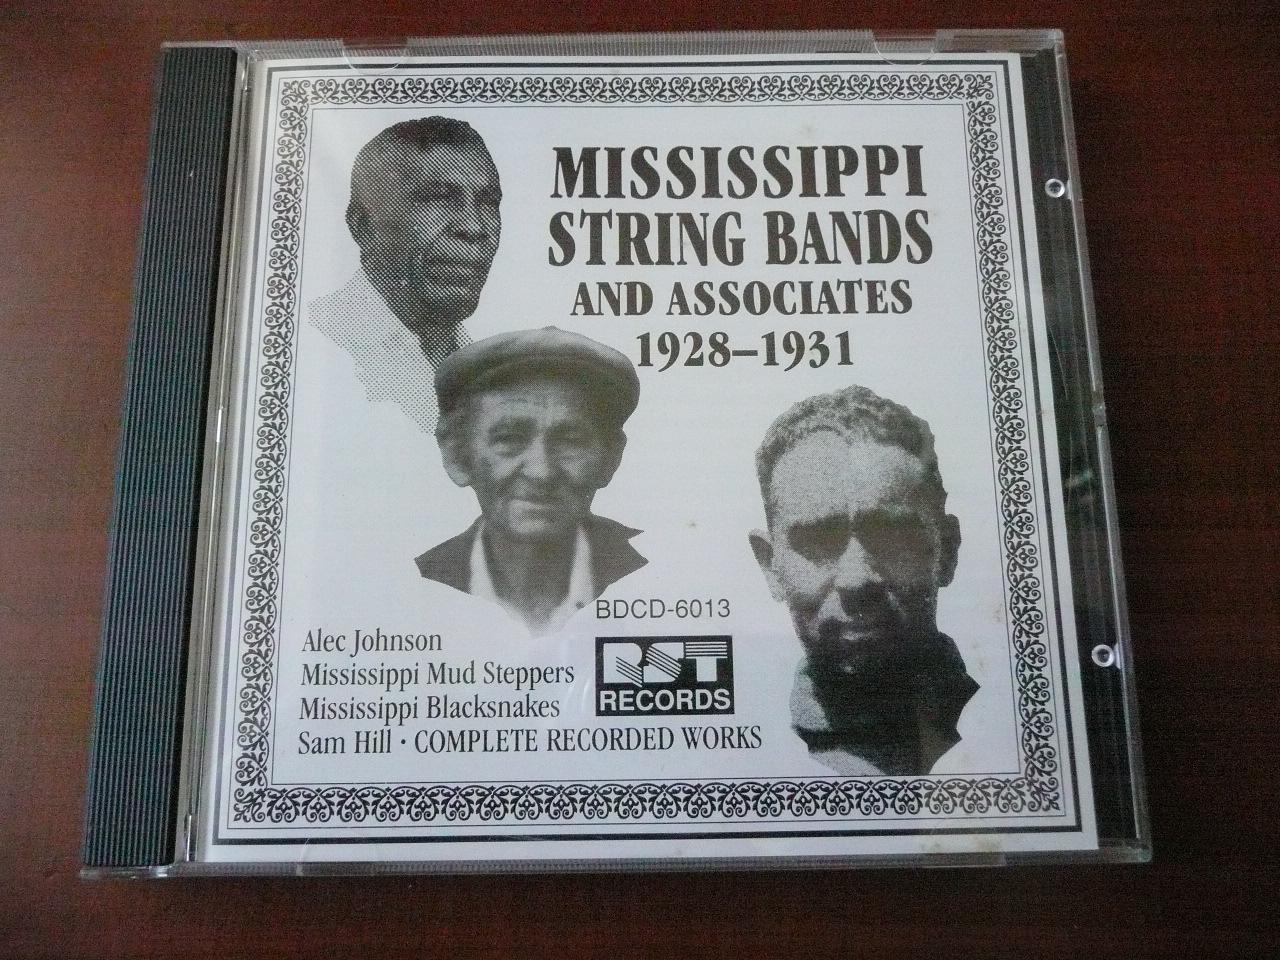 MISSISSIPPI
STRING BANDS
AND ASSOCIATES
1928–1931
BDCD-6013
RST
RECORDS
Alec Johnson
Mississippi Mud Steppers
Mississippi Blacksnakes
Sam Hill · COMPLETE RECORDED WORKS